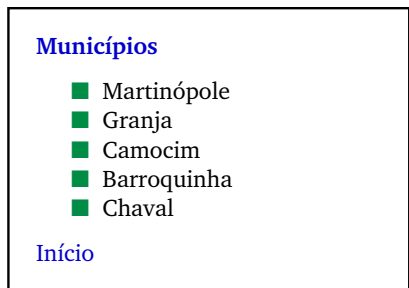 Municípios
Martinópole
Granja
Camocim
Barroquinha
Chaval
Início